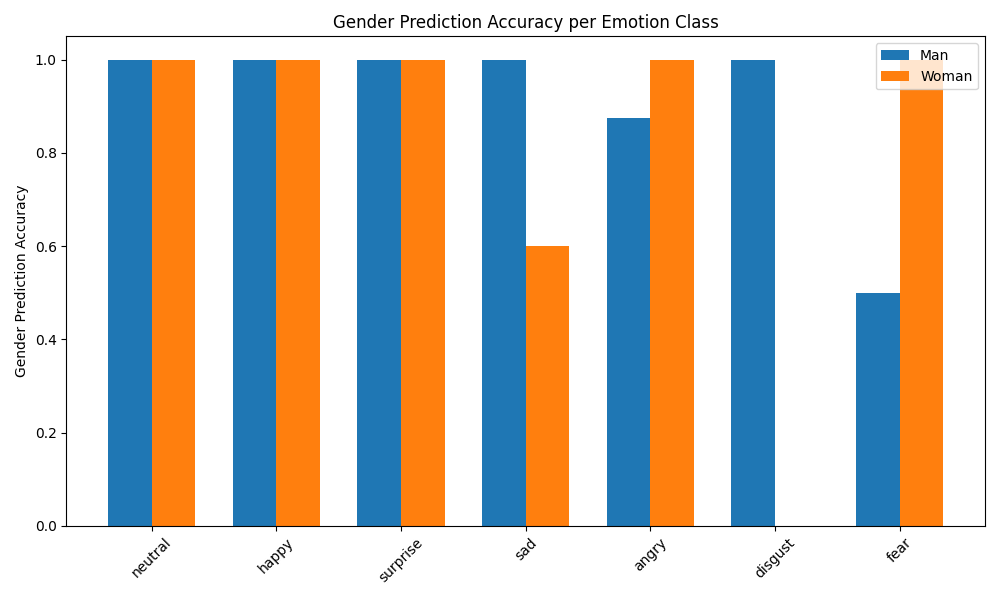 Gender Prediction Accuracy per Emotion Class
Man
Woman
Gender Prediction Accuracy
1.0
0.8
0.6
0.4
0.2
0.0
neutral
happy
surprise
sad
angry
disgust
fear